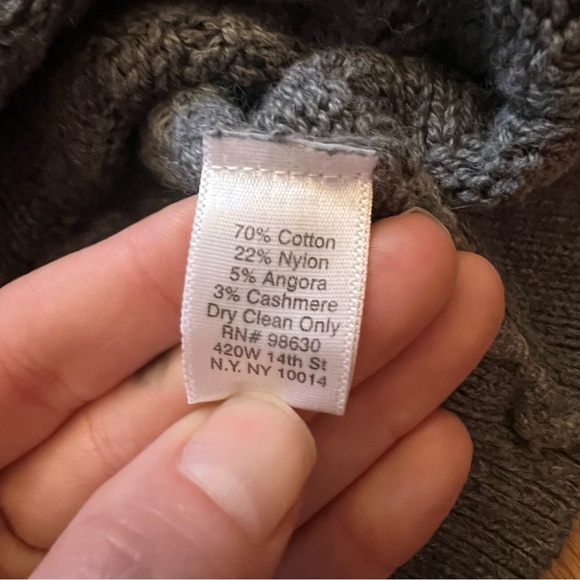 70% Cotton
22% Nylon
5% Angora
3% Cashmere
Dry Clean Only
RN# 98630
420W 14th St
N.Y. NY 10014